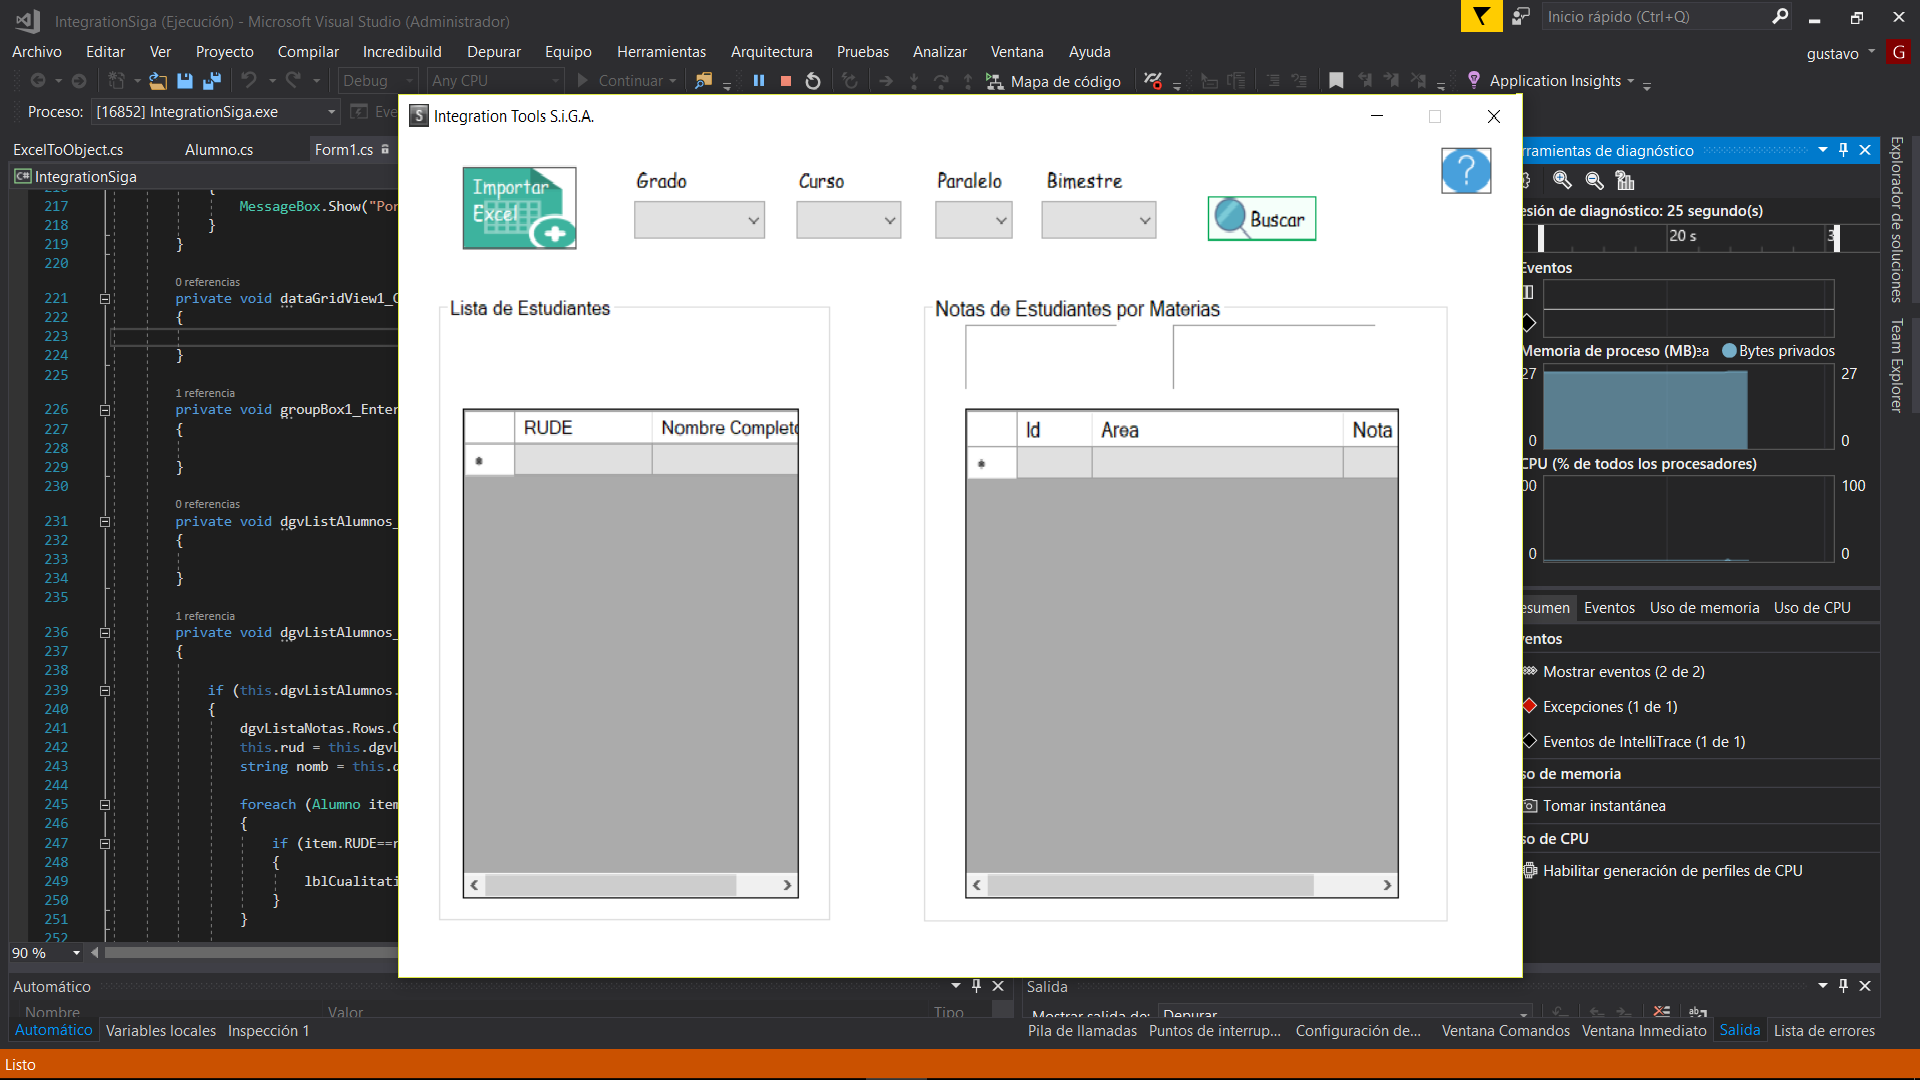 IntegrationSiga (Ejecución) - Microsoft Visual Studio (Administrador)
Inicio rápido (Ctrl+Q)
Archivo Editar Ver Proyecto Compilar Incredibuild Depurar Equipo Herramientas Arquitectura Pruebas Analizar Ventana Ayuda
gustavo G
Debug Any CPU Continuar Mapa de código Application Insights
Proceso: [16852] IntegrationSiga.exe
ExcelToObject.cs Alumno.cs Form1.cs
IntegrationSiga
217 MessageBox.Show("Por
218 }
219 }
220
0 referencias
221 private void dataGridView1_C
222 {
223
224 }
225
1 referencia
226 private void groupBox1_Enter
227 {
228
229 }
230
0 referencias
231 private void dgvListAlumnos_
232 {
233
234 }
235
1 referencia
236 private void dgvListAlumnos_
237 {
238
239 if (this.dgvListAlumnos.
240 {
241 dgvListaNotas.Rows.C
242 this.rud = this.dgvL
243 string nomb = this.d
244
245 foreach (Alumno item
246 {
247 if (item.RUDE==r
248 {
249 lblCualitati
250 }
251 }
252
90 %
S Integration Tools S.i.G.A.
Importar
Excel
Grado Curso Paralelo Bimestre
Buscar
?
Lista de Estudiantes
RUDE Nombre Completo
Notas de Estudiantes por Materias
Id Area Nota
rramientas de diagnóstico
esión de diagnóstico: 25 segundo(s)
20 s
3
Eventos
Memoria de proceso (MB) ea Bytes privados
27 27
0 0
CPU (% de todos los procesadores)
00 100
0 0
esumen Eventos Uso de memoria Uso de CPU
entos
Mostrar eventos (2 de 2)
Excepciones (1 de 1)
Eventos de IntelliTrace (1 de 1)
so de memoria
Tomar instantánea
so de CPU
Habilitar generación de perfiles de CPU
Explorador de soluciones
Team Explorer
Automático
Nombre Valor Tipo
Automático Variables locales Inspección 1
Salida
Mostrar salida de: Depurar
Pila de llamadas Puntos de interrup... Configuración de... Ventana Comandos Ventana Inmediato Salida Lista de errores
Listo